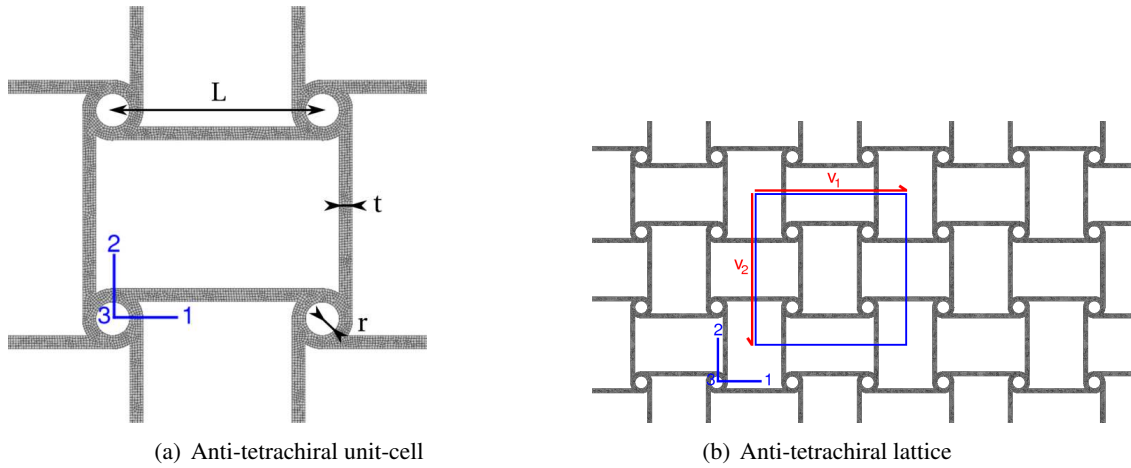 L
t
2
3
1
r
V1
V2
2
3
1
(a) Anti-tetrachiral unit-cell
(b) Anti-tetrachiral lattice